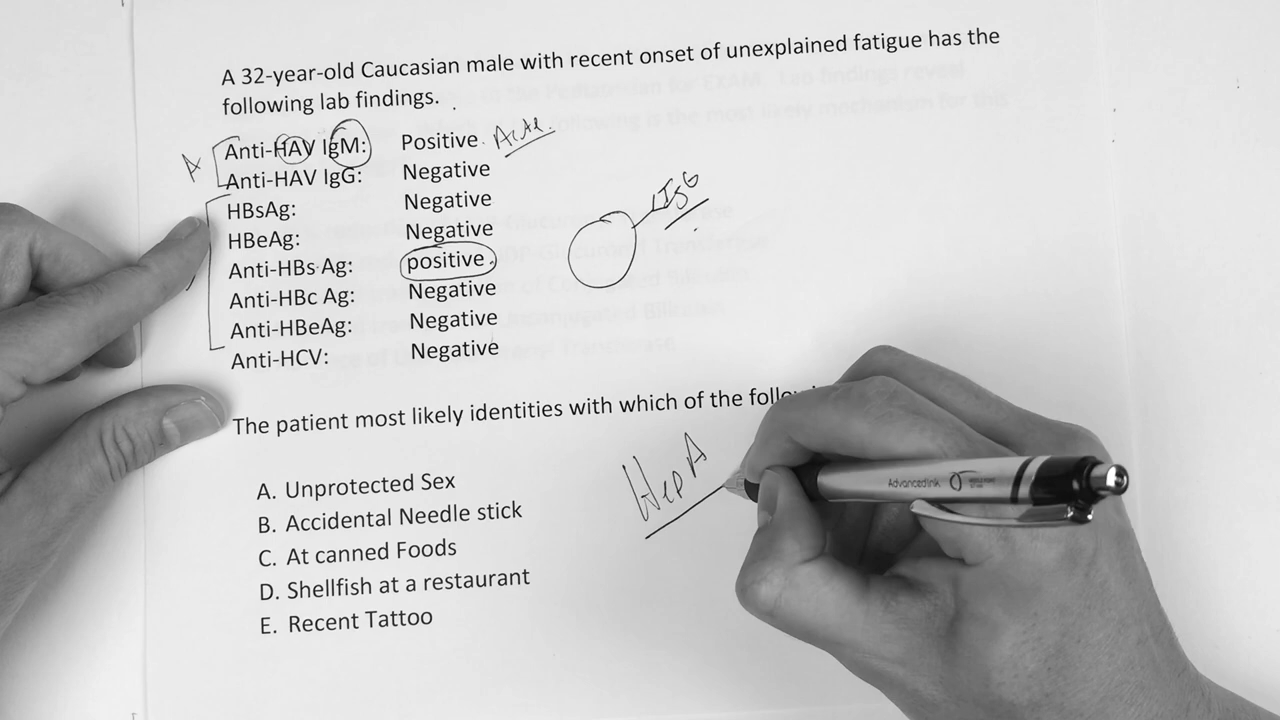 A 32-year-old Caucasian male with recent onset of unexplained fatigue has the
following lab findings.
A
Anti-HAV IgM: Positive Acute.
Anti-HAV IgG: Negative
HBsAg: Negative
HBeAg: Negative
Anti-HBs Ag: positive.
Anti-HBc Ag: Negative
Anti-HBeAg: Negative
Anti-HCV: Negative
IgG
The patient most likely identities with which of the
Hep A
A. Unprotected Sex
B. Accidental Needle stick
C. At canned Foods
D. Shellfish at a restaurant
E. Recent Tattoo
Advancedlink